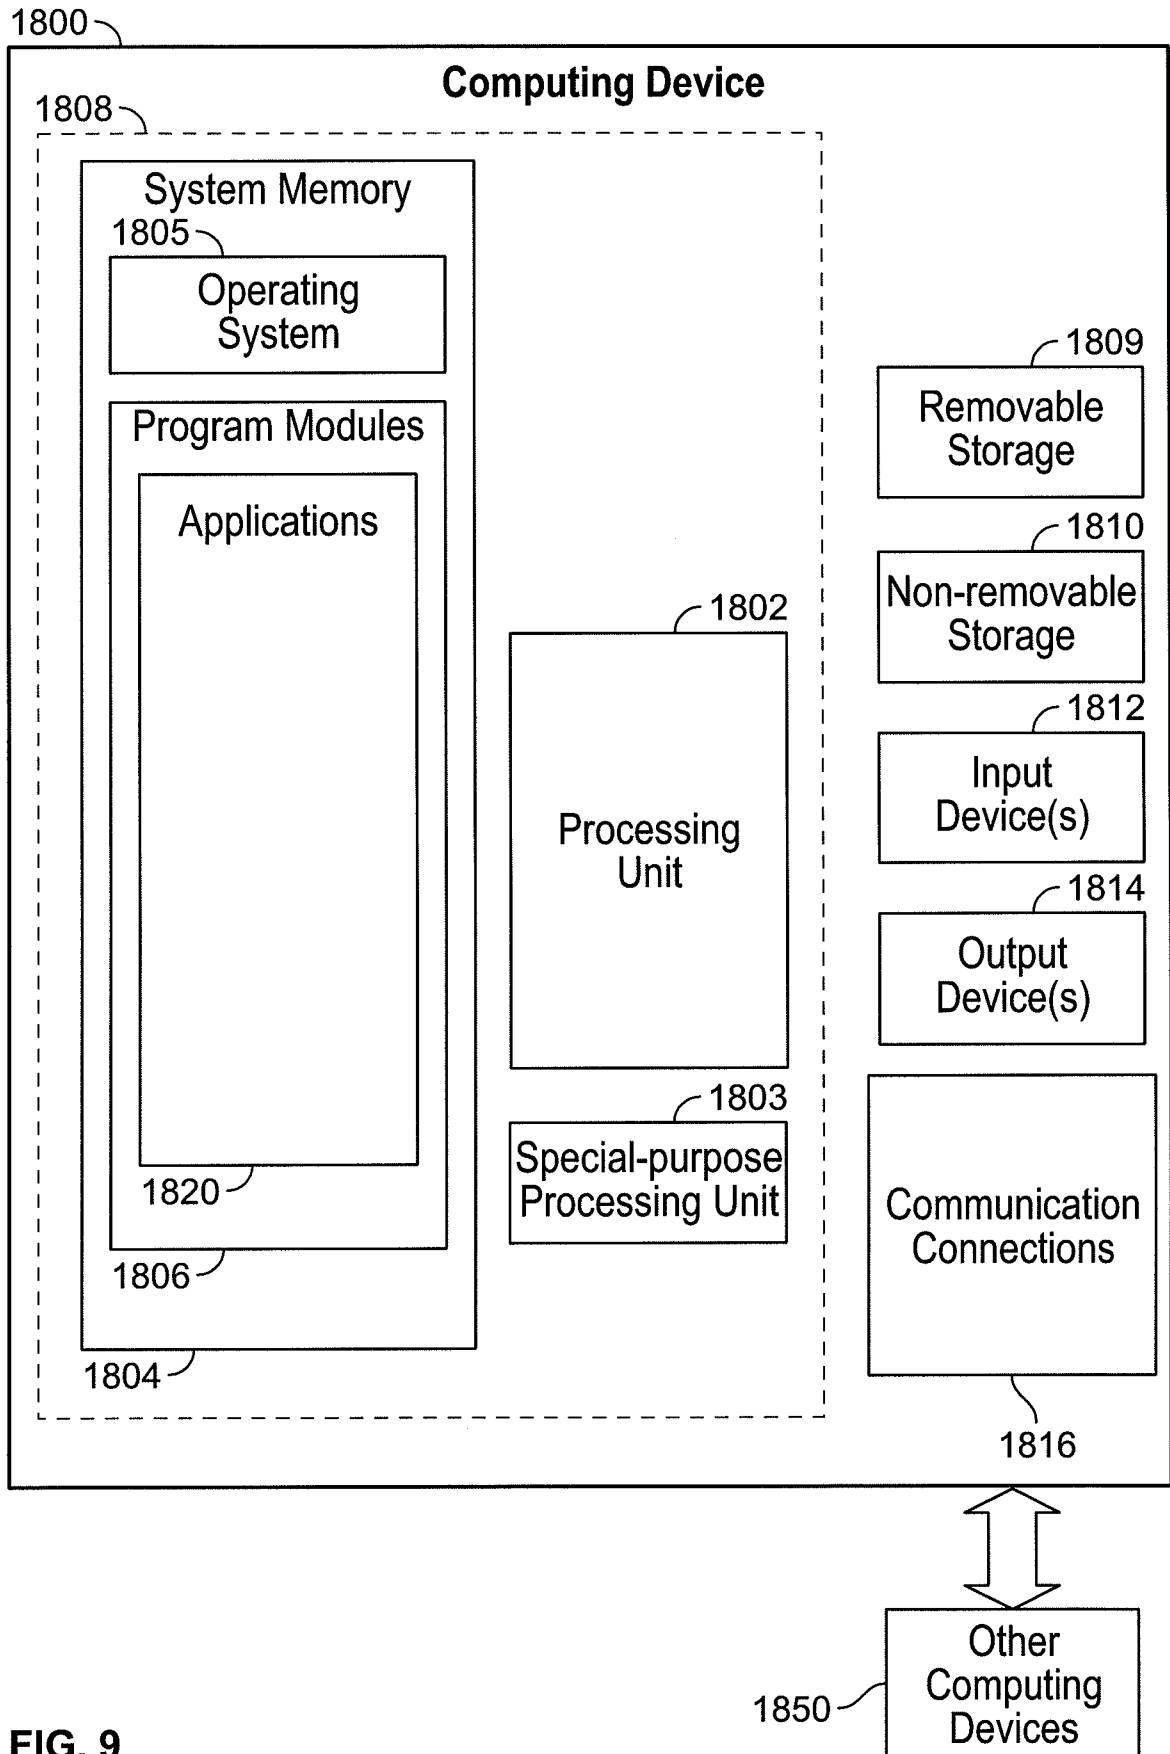 1800
Computing Device
1808
System Memory
1805
Operating
System
Program Modules
Applications
1820
1806
1804
1802
Processing
Unit
1803
Special-purpose
Processing Unit
1809
Removable
Storage
1810
Non-removable
Storage
1812
Input
Device(s)
1814
Output
Device(s)
Communication
Connections
1816
1850
Other
Computing
Devices
FIG. 9